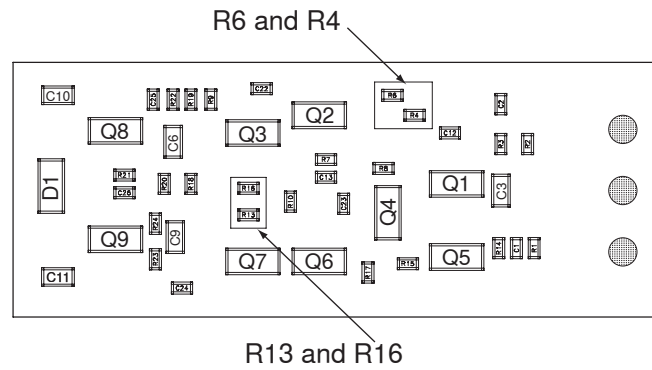 R6 and R4
C10
C25
R22
R19
R9
C22
R6
R4
C2
Q8
C6
Q3
Q2
C12
R3
R2
D1
R21
C26
R20
R18
R16
R13
R7
C13
R10
C23
R8
Q4
Q1
C3
Q9
R24
R23
C9
Q7
Q6
R17
R15
Q5
R14
C1
R1
C11
C24
R13 and R16